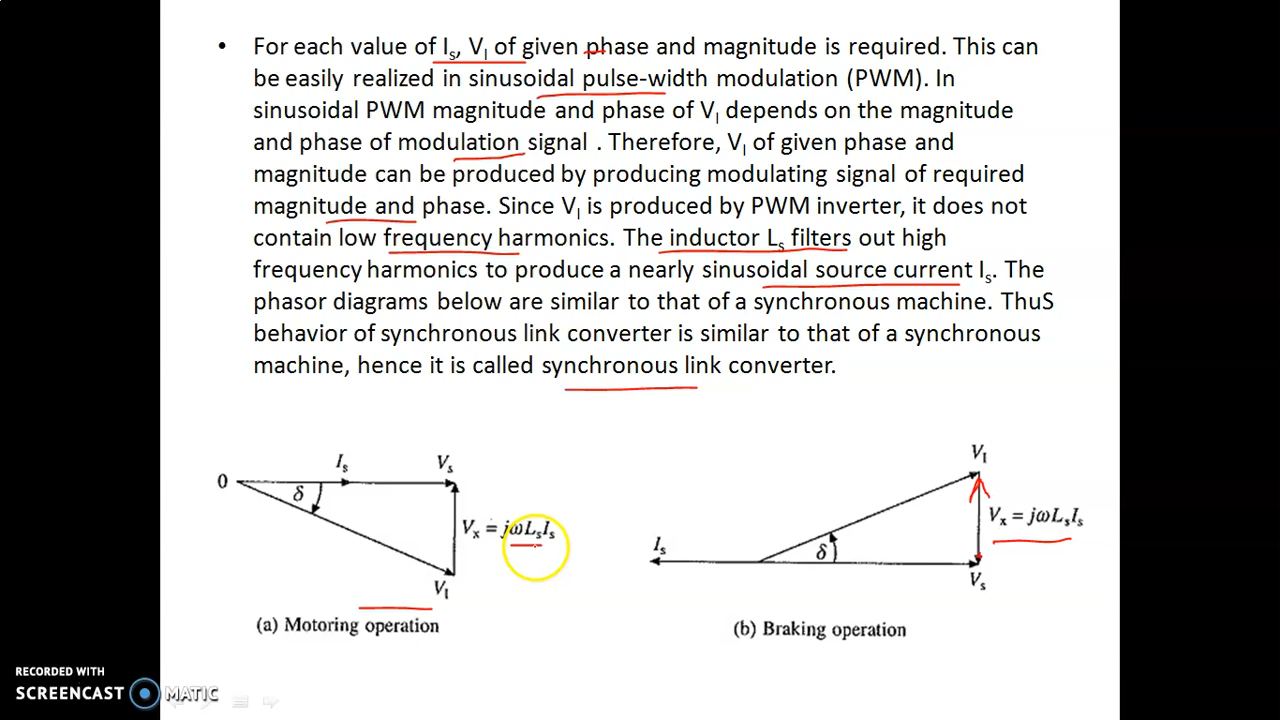 • For each value of Is, VI of given phase and magnitude is required. This can
be easily realized in sinusoidal pulse-width modulation (PWM). In
sinusoidal PWM magnitude and phase of VI depends on the magnitude
and phase of modulation signal . Therefore, VI of given phase and
magnitude can be produced by producing modulating signal of required
magnitude and phase. Since VI is produced by PWM inverter, it does not
contain low frequency harmonics. The inductor Ls filters out high
frequency harmonics to produce a nearly sinusoidal source current Is. The
phasor diagrams below are similar to that of a synchronous machine. ThuS
behavior of synchronous link converter is similar to that of a synchronous
machine, hence it is called synchronous link converter.
0 Is Vs
δ
Vx = jωLsIs
VI
(a) Motoring operation
VI
Vx = jωLsIs
Is δ
Vs
(b) Braking operation
RECORDED WITH
SCREENCAST MATIC